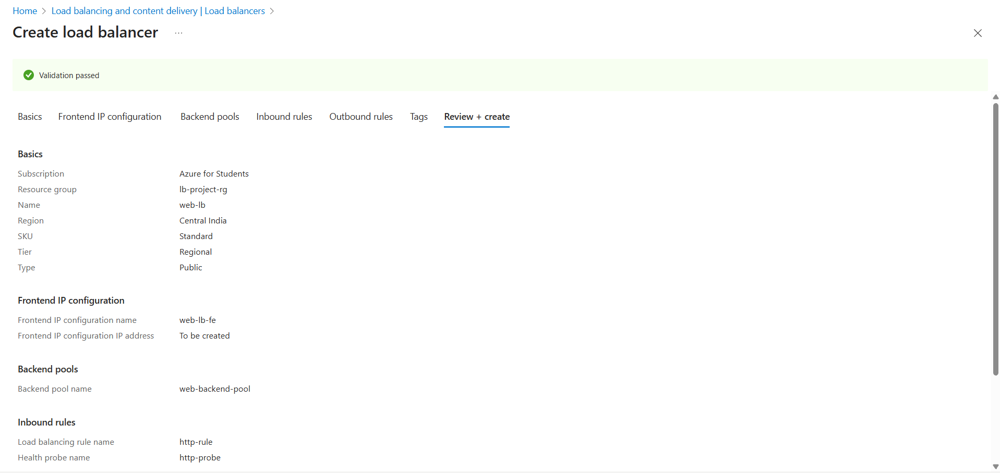 Home > Load balancing and content delivery | Load balancers >
Create load balancer ...
Validation passed
Basics Frontend IP configuration Backend pools Inbound rules Outbound rules Tags Review + create
Basics
Subscription Azure for Students
Resource group lb-project-rg
Name web-lb
Region Central India
SKU Standard
Tier Regional
Type Public
Frontend IP configuration
Frontend IP configuration name web-lb-fe
Frontend IP configuration IP address To be created
Backend pools
Backend pool name web-backend-pool
Inbound rules
Load balancing rule name http-rule
Health probe name http-probe